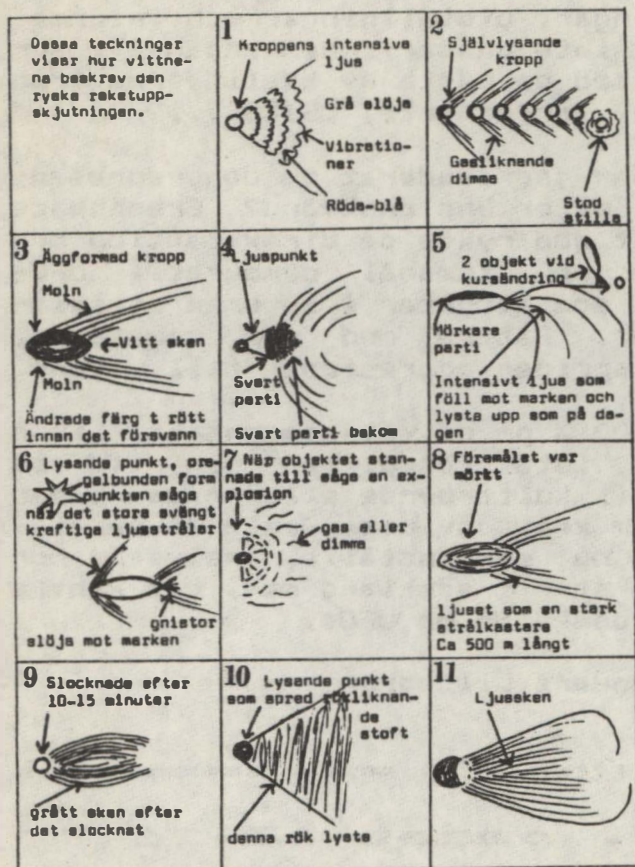 Dessa teckningar
visar hur vittne-
na beskrev den
ryska raketupp-
skjutningen.
1
Kroppens intensiva
ljus
Grå slöja
Vibratio-
ner
Röda-blå
2
Självlysande
kropp
Gasliknande
dimma
Stod
stilla
3 Äggformad kropp
Moln
Vitt sken
Moln
Ändrade färg t rött
innan det försvann
4 Ljuspunkt
Svart
parti
Svart parti bakom
5
2 objekt vid
kursändring
Mörkare
parti
Intensivt ljus som
föll mot marken och
lyste upp som på da-
gen
6 Lysande punkt, ore-
gelbunden form
punkten sågs
när det stora svängt
kraftiga ljusstrålar
gnistor
slöja mot marken
7 När objektet stan-
nade till sågs en ex-
plosion
gas eller
dimma
8 Föremålet var
mörkt
ljuset som en stark
strålkastare
Ca 500 m långt
9 Slocknade efter
10-15 minuter
grått sken efter
det slocknat
10 Lysande punkt
som spred rökliknan-
de
stoft
denna rök lyste
11
Ljussken